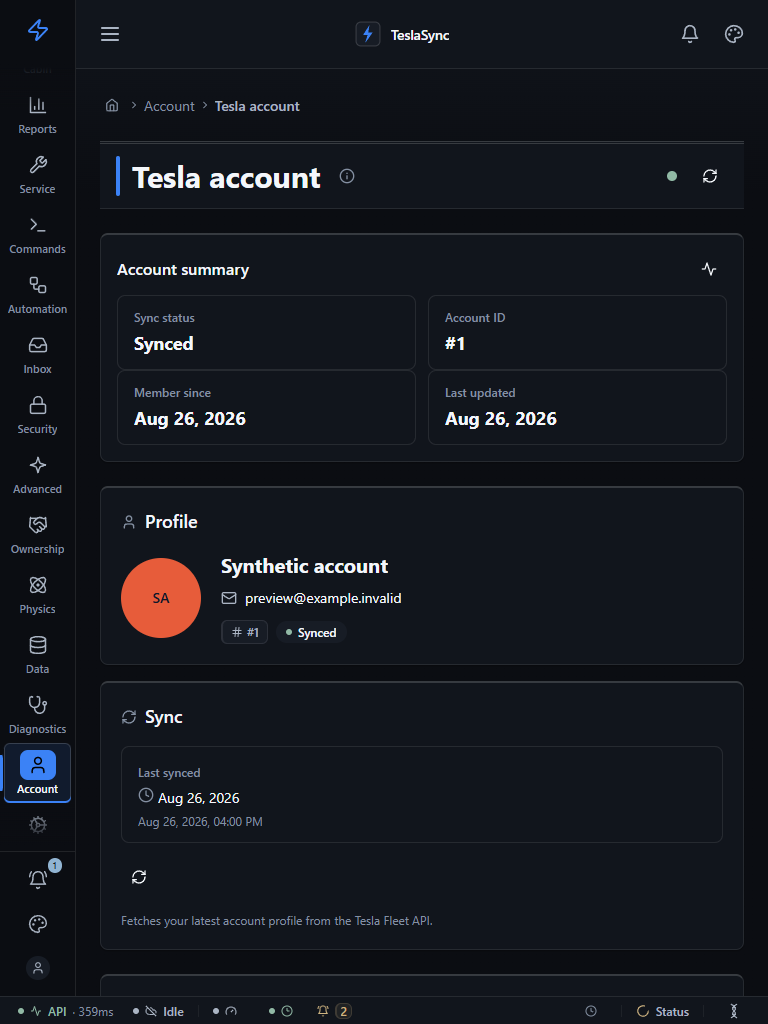 TeslaSync
Account
Tesla account
Tesla account
Reports
Service
Commands
Automation
Inbox
Security
Advanced
Ownership
Physics
Data
Diagnostics
Account
1
Account summary
Sync status
Synced
Account ID
#1
Member since
Aug 26, 2026
Last updated
Aug 26, 2026
Profile
SA
Synthetic account
preview@example.invalid
#1
Synced
Sync
Last synced
Aug 26, 2026
Aug 26, 2026, 04:00 PM
Fetches your latest account profile from the Tesla Fleet API.
API · 359ms
Idle
2
Status